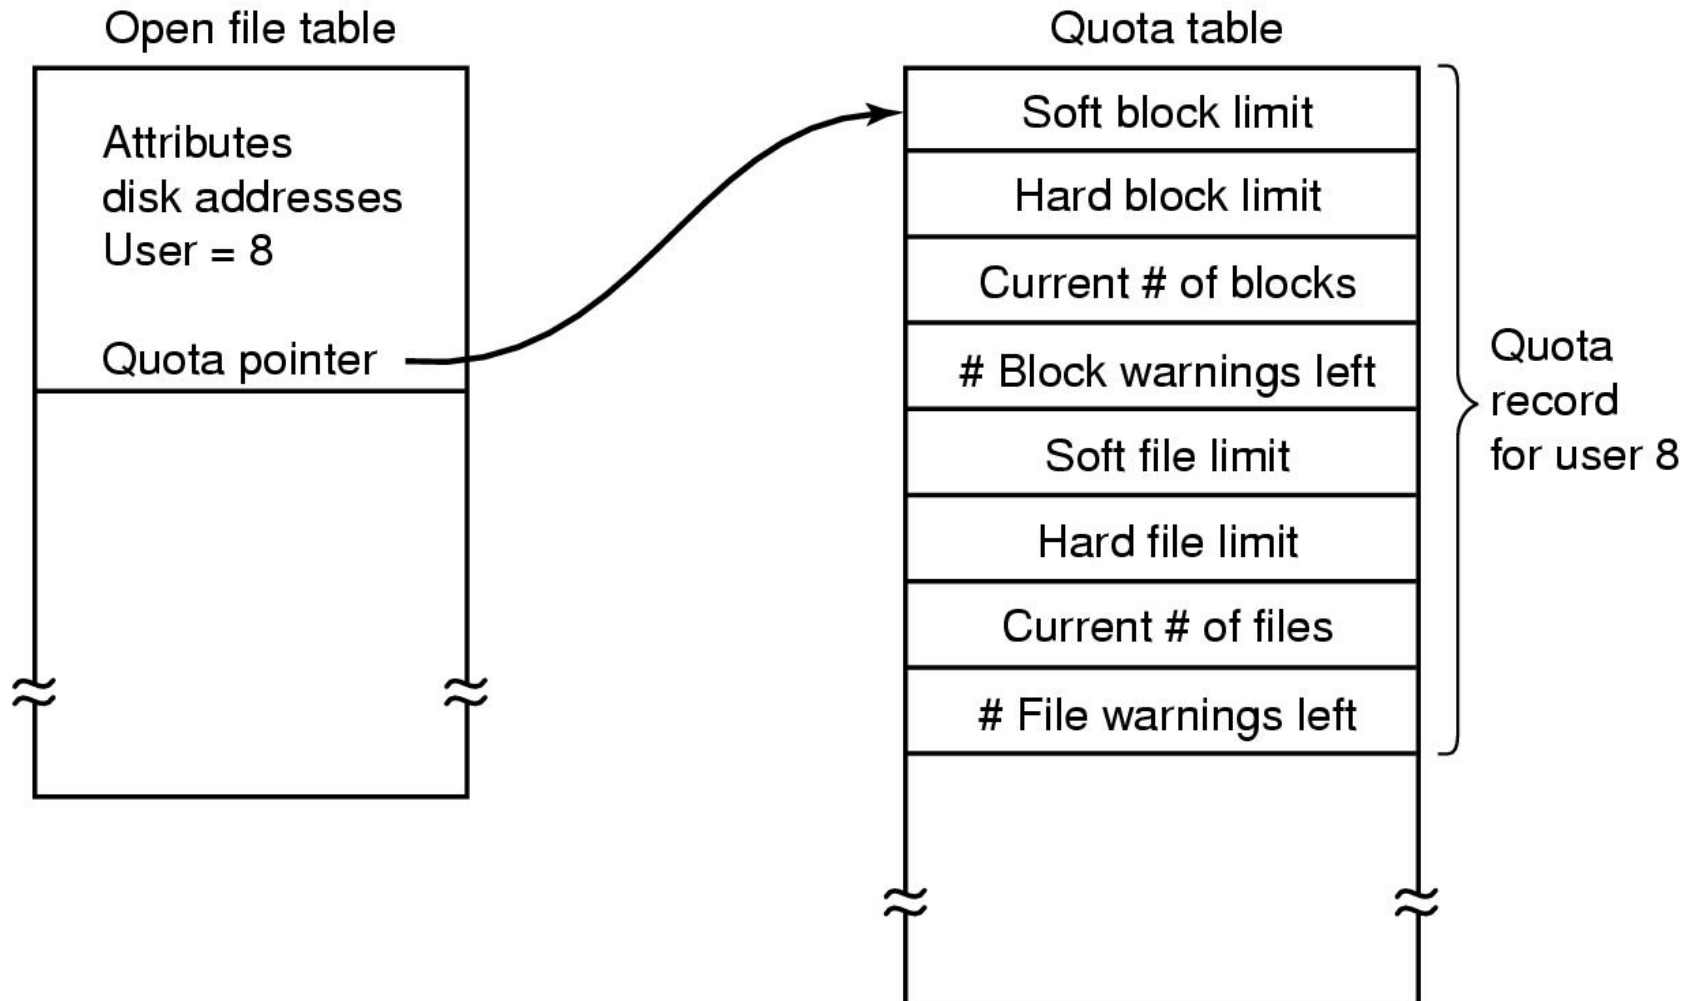 Open file table
Attributes
disk addresses
User = 8
Quota pointer
Quota table
Soft block limit
Hard block limit
Current # of blocks
# Block warnings left
Soft file limit
Hard file limit
Current # of files
# File warnings left
Quota
record
for user 8